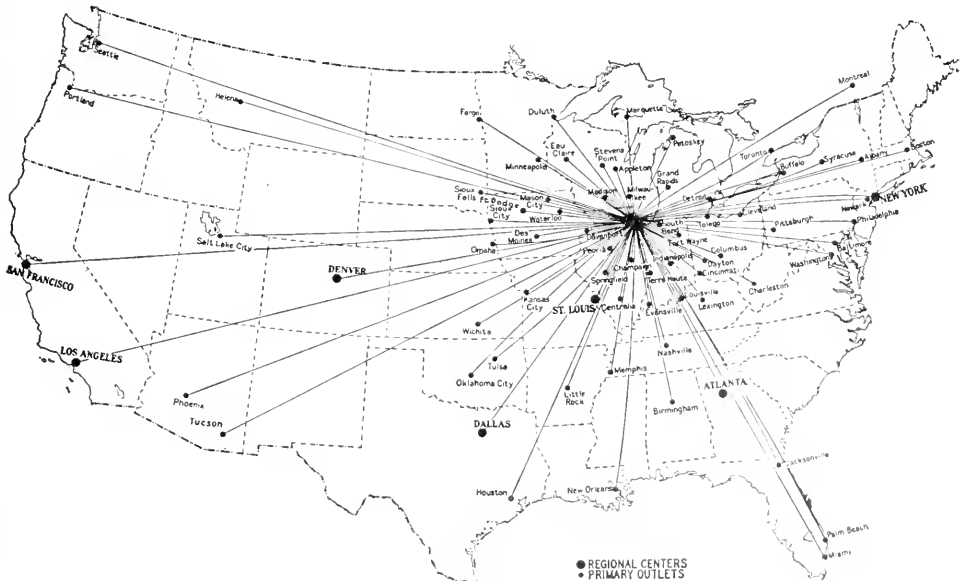 Seattle
Portland
Helena
Fargo
Duluth
Marquette
Montreal
Petoskey
Eau
Claire
Stevens
Point
Minneapolis
Appleton
Grand
Rapids
Toronto
Buffalo
Syracuse
Albany
Boston
Sioux
Falls
Ft Dodge
Mason
City
Madison
Milwau-
kee
Detroit
Newark
NEW YORK
Sioux
City
Waterloo
Des
Moines
Davenport
South
Bend
Toledo
Cleveland
Pittsburgh
Philadelphia
Salt Lake City
Omaha
Peoria
Fort Wayne
Indianapolis
Columbus
Dayton
Cincinnati
Baltimore
Washington
SAN FRANCISCO
DENVER
Champaign
Springfield
Terre Haute
Charleston
Kansas
City
ST. LOUIS
Centralia
Evansville
Louisville
Lexington
Wichita
LOS ANGELES
Tulsa
Oklahoma City
Nashville
Memphis
Little
Rock
ATLANTA
Birmingham
Phoenix
Tucson
DALLAS
Jacksonville
Houston
New Orleans
Palm Beach
Miami
REGIONAL CENTERS
PRIMARY OUTLETS